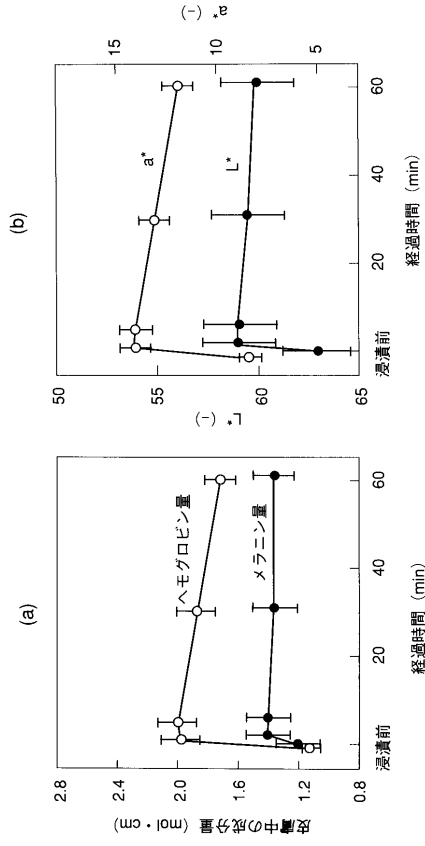 (a)
皮膚中の成分量 (mol・cm)
2.8
2.4
2.0
1.6
1.2
0.8
ヘモグロビン量
メラニン量
浸漬前
20
40
60
経過時間 (min)
(b)
L* (−)
50
55
60
65
a*
L*
a* (−)
15
10
5
浸漬前
20
40
60
経過時間 (min)